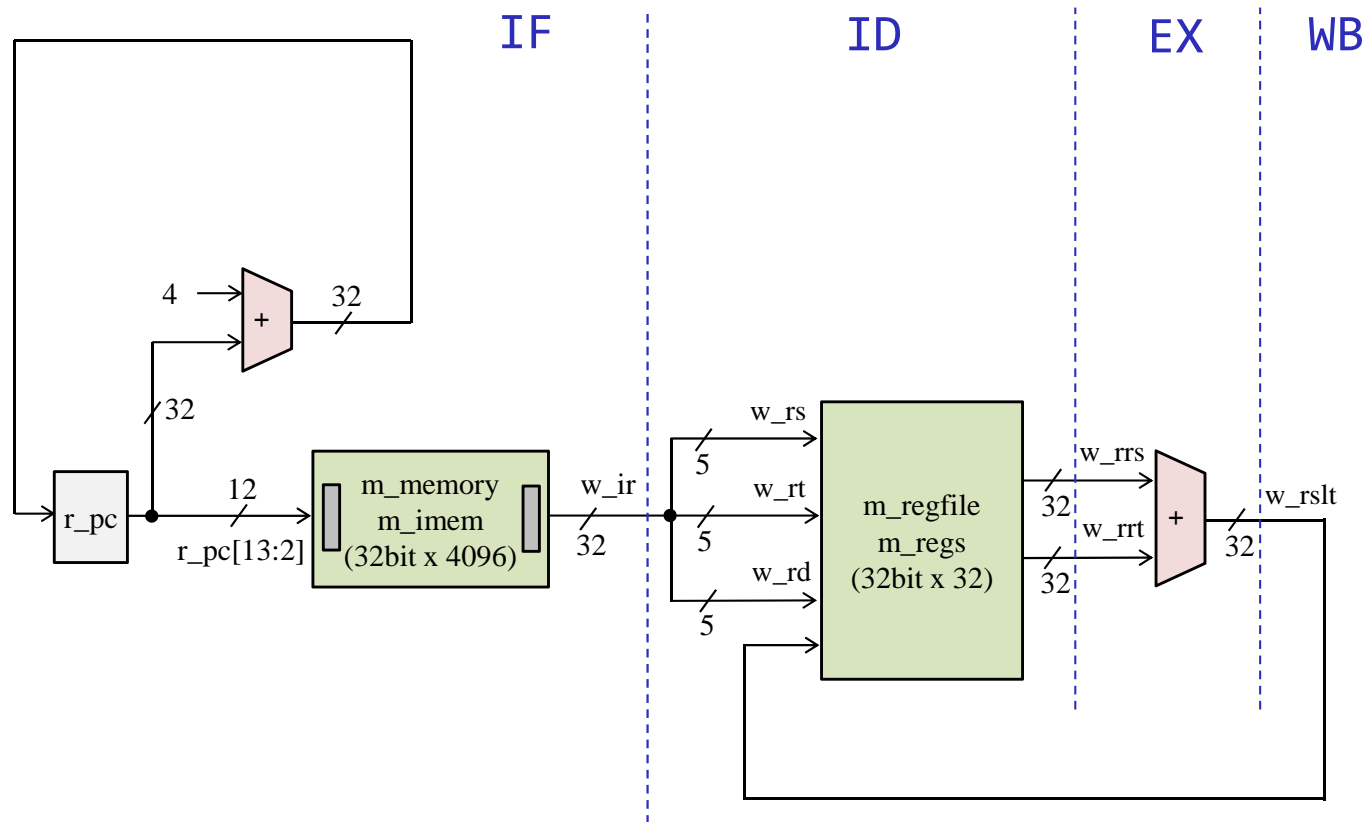 IF
ID
EX
WB
4
+
32
32
r_pc
12
r_pc[13:2]
m_memory
m_imem
(32bit x 4096)
w_ir
32
w_rs
5
w_rt
5
w_rd
5
m_regfile
m_regs
(32bit x 32)
w_rrs
32
w_rrt
32
+
w_rslt
32